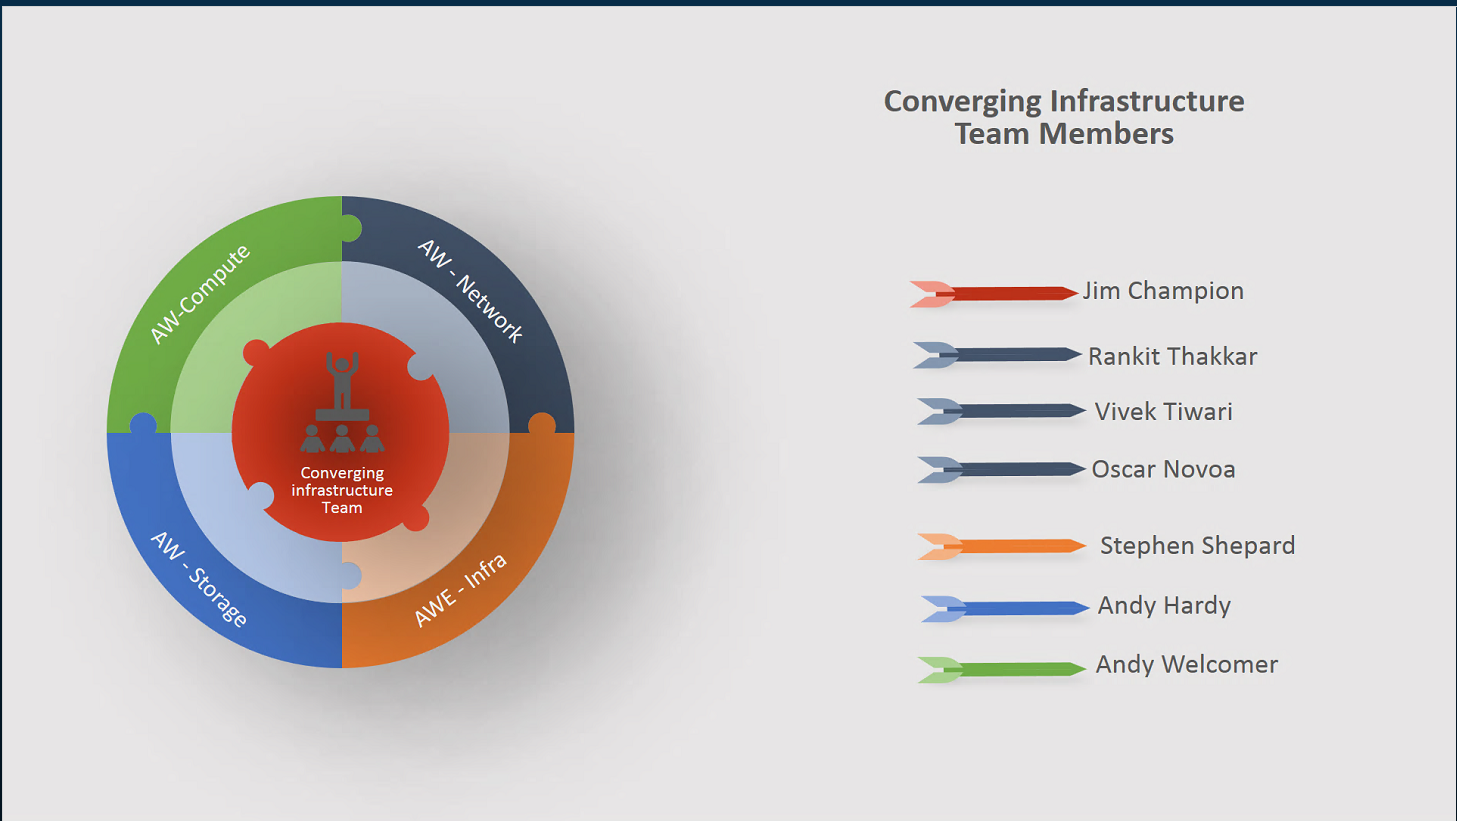 Converging Infrastructure
Team Members
AW-Compute
AW - Network
Converging
infrastructure
Team
AW - Storage
AWE - Infra
Jim Champion
Rankit Thakkar
Vivek Tiwari
Oscar Novoa
Stephen Shepard
Andy Hardy
Andy Welcomer